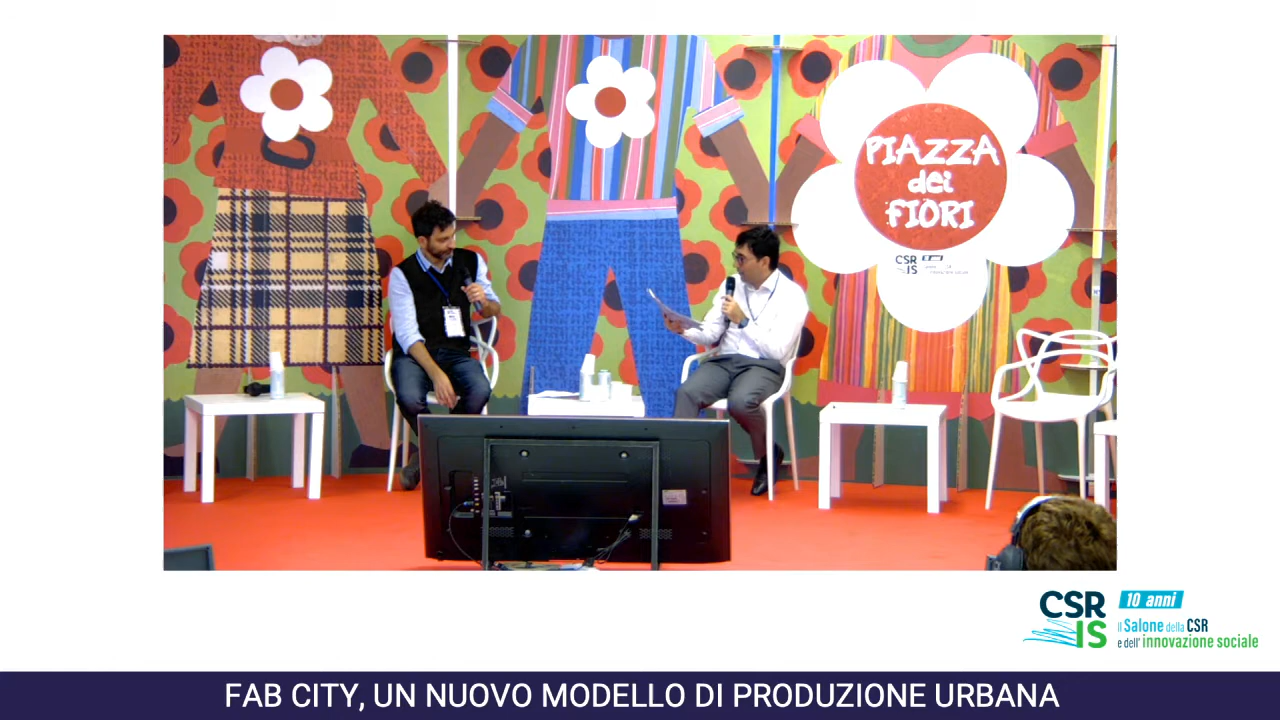 PIAZZA
dei
FIORI
CSR
IS
CSR
IS
10 anni
Il Salone della CSR
e dell'innovazione sociale
FAB CITY, UN NUOVO MODELLO DI PRODUZIONE URBANA